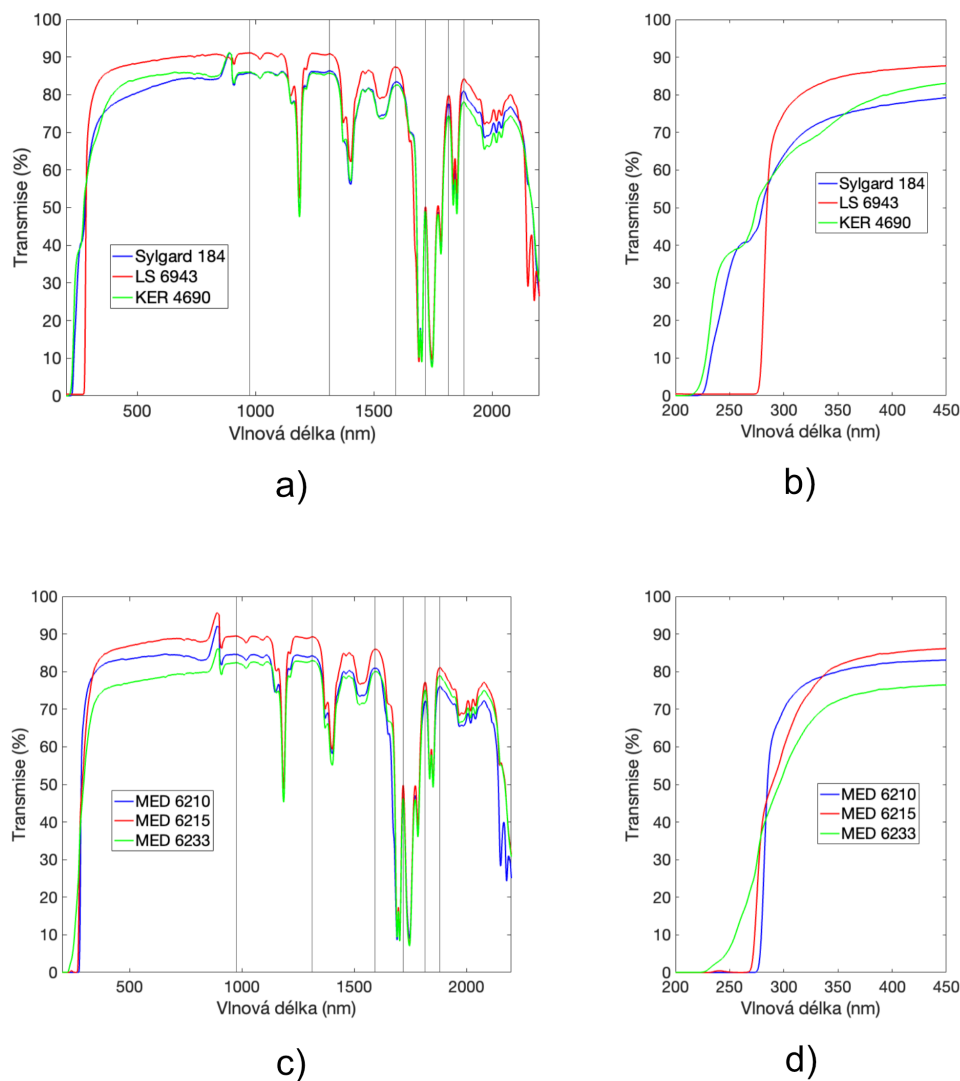 100
90
80
70
60
50
40
30
20
10
0
Transmise (%)
500 1000 1500 2000
Vlnová délka (nm)
Sylgard 184
LS 6943
KER 4690
a)
100
90
80
70
60
50
40
30
20
10
0
Transmise (%)
200 250 300 350 400 450
Vlnová délka (nm)
Sylgard 184
LS 6943
KER 4690
b)
100
90
80
70
60
50
40
30
20
10
0
Transmise (%)
500 1000 1500 2000
Vlnová délka (nm)
MED 6210
MED 6215
MED 6233
c)
100
90
80
70
60
50
40
30
20
10
0
Transmise (%)
200 250 300 350 400 450
Vlnová délka (nm)
MED 6210
MED 6215
MED 6233
d)